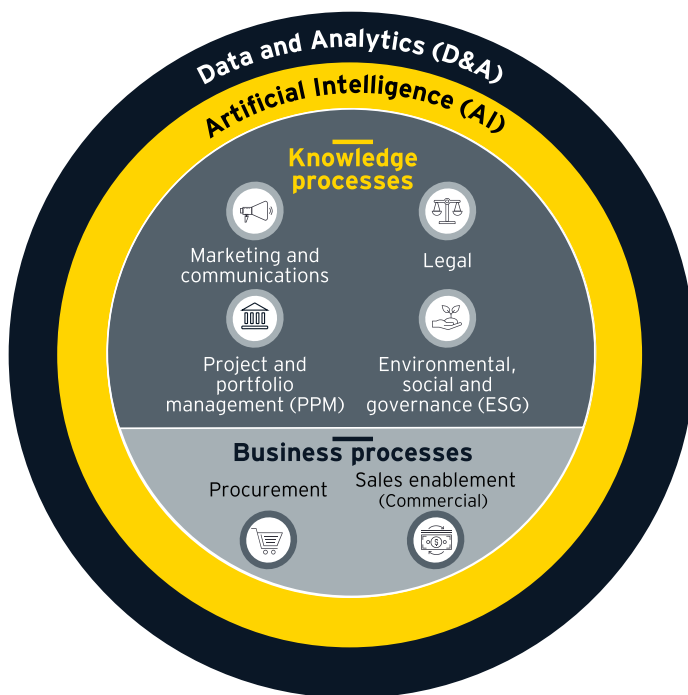 Data and Analytics (D&A)
Artificial Intelligence (AI)
Knowledge
processes
Marketing and
communications
Legal
Project and
portfolio
management (PPM)
Environmental,
social and
governance (ESG)
Business processes
Procurement
Sales enablement
(Commercial)
$